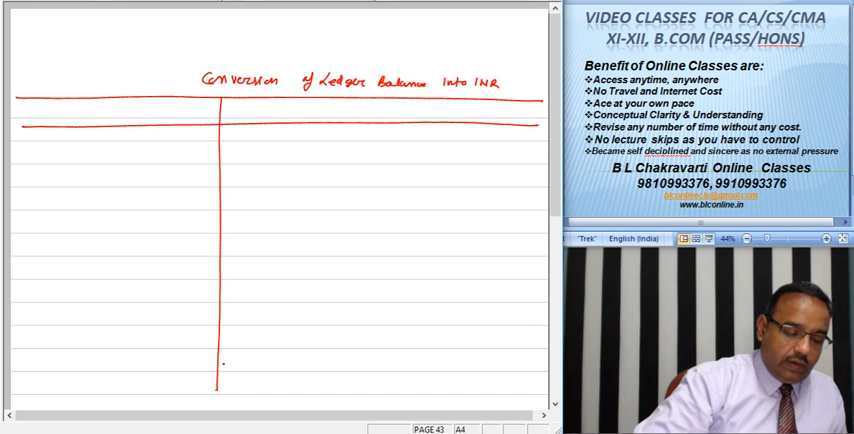 Conversion of Ledger Balance Into INR
VIDEO CLASSES FOR CA/CS/CMA
XI-XII, B.COM (PASS/HONS)
Benefit of Online Classes are:
❖Access anytime, anywhere
❖No Travel and Internet Cost
❖Ace at your own pace
❖Conceptual Clarity & Understanding
❖Revise any number of time without any cost.
❖No lecture skips as you have to control
❖Became self deciplined and sincere as no external pressure
B L Chakravarti Online Classes
9810993376, 9910993376
www.blconline.in
"Trek" English (India) 44%
PAGE 43 A4